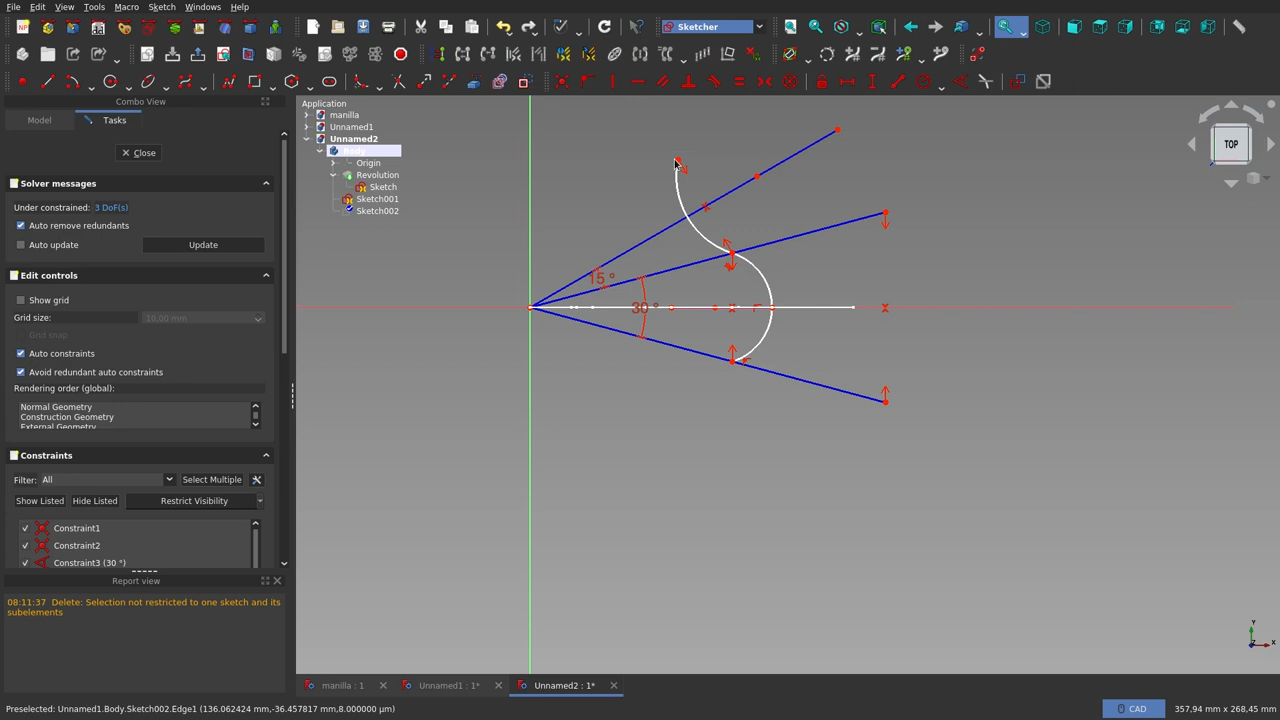 File Edit View Tools Macro Sketch Windows Help
Sketcher
Combo View
Model Tasks
Close
Solver messages
Under constrained: 3 DoF(s)
Auto remove redundants
Auto update Update
Edit controls
Show grid
Grid size: 10,00 mm
Grid snap
Auto constraints
Avoid redundant auto constraints
Rendering order (global):
Normal Geometry
Construction Geometry
External Geometry
Constraints
Filter: All Select Multiple
Show Listed Hide Listed Restrict Visibility
Constraint1
Constraint2
Constraint3 (30 °)
Report view
08:11:37 Delete: Selection not restricted to one sketch and its
subelements
Application
manilla
Unnamed1
Unnamed2
Origin
Revolution
Sketch
Sketch001
Sketch002
15 °
30 °
TOP
Y
Z X
manilla : 1 Unnamed1 : 1* Unnamed2 : 1*
Preselected: Unnamed1.Body.Sketch002.Edge1 (136.062424 mm,-36.457817 mm,8.000000 µm) CAD 357,94 mm x 268,45 mm